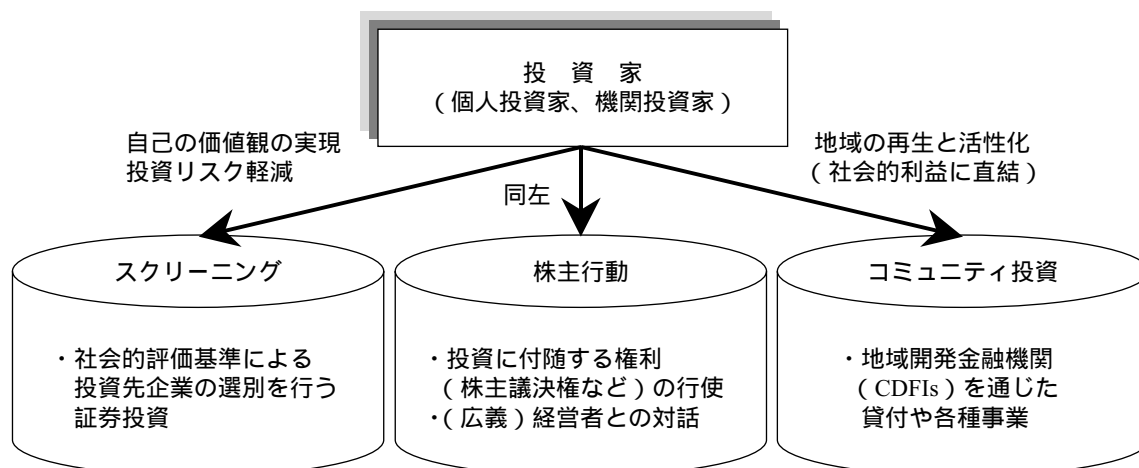 投　資　家
（個人投資家、機関投資家）
自己の価値観の実現
投資リスク軽減
同左
地域の再生と活性化
（社会的利益に直結）
スクリーニング
・社会的評価基準による
投資先企業の選別を行う
証券投資
株主行動
・投資に付随する権利
（株主議決権など）の行使
・（広義）経営者との対話
コミュニティ投資
・地域開発金融機関
（CDFIs）を通じた
貸付や各種事業